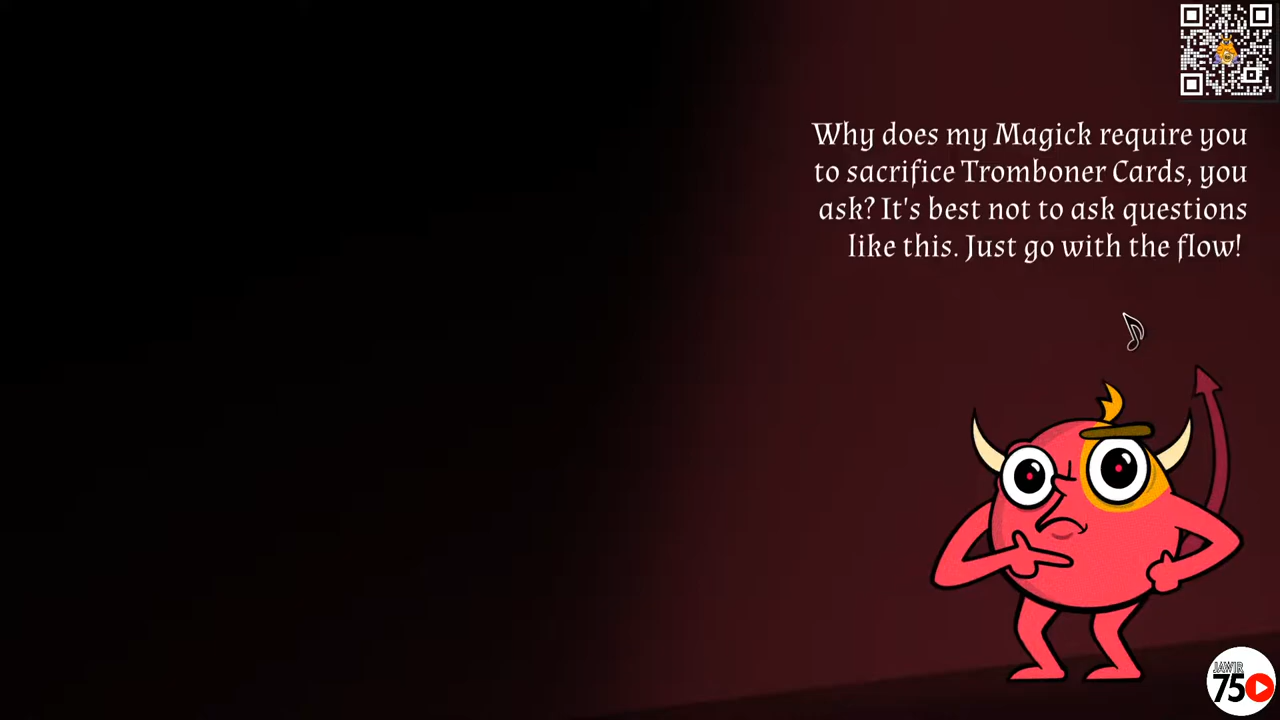 Why does my Magick require you
to sacrifice Tromboner Cards, you
ask? It's best not to ask questions
like this. Just go with the flow!
JAW1R
75